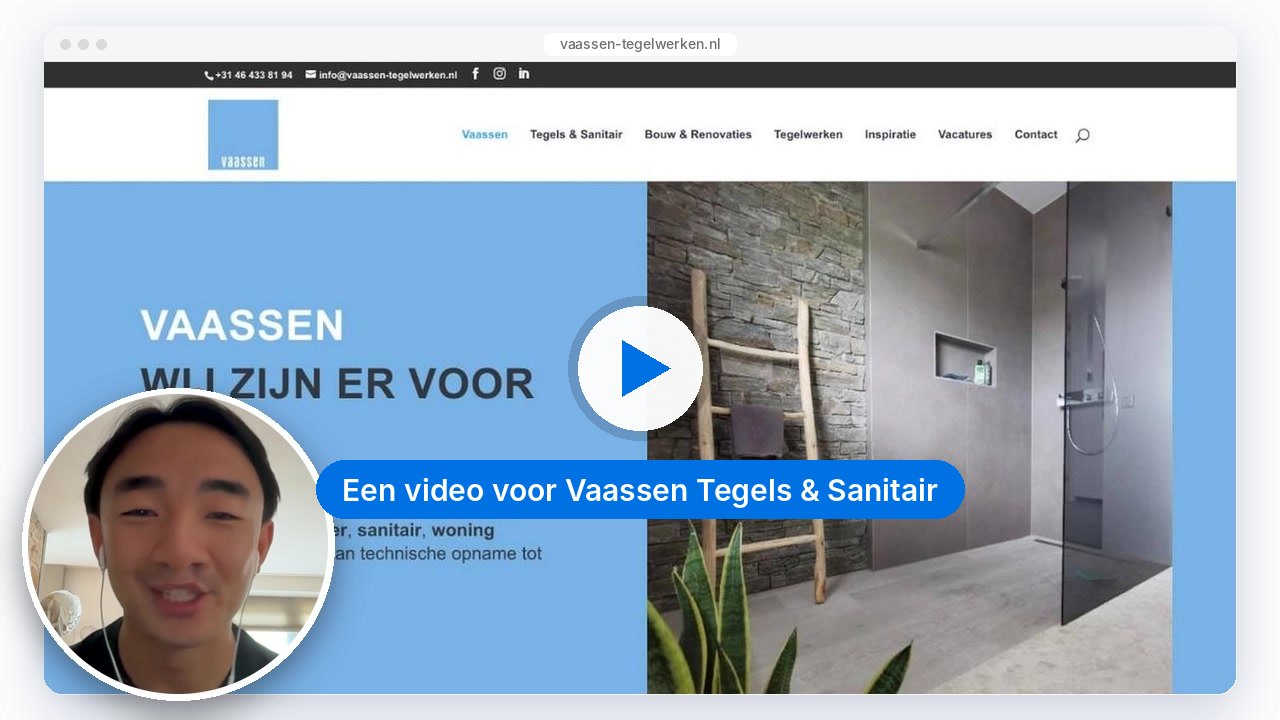 vaassen-tegelwerken.nl
+31 46 433 81 94 info@vaassen-tegelwerken.nl
vaassen
Vaassen Tegels & Sanitair Bouw & Renovaties Tegelwerken Inspiratie Vacatures Contact
VAASSEN
WIJ ZIJN ER VOOR
Een video voor Vaassen Tegels & Sanitair
sanitair, woning
technische opname tot